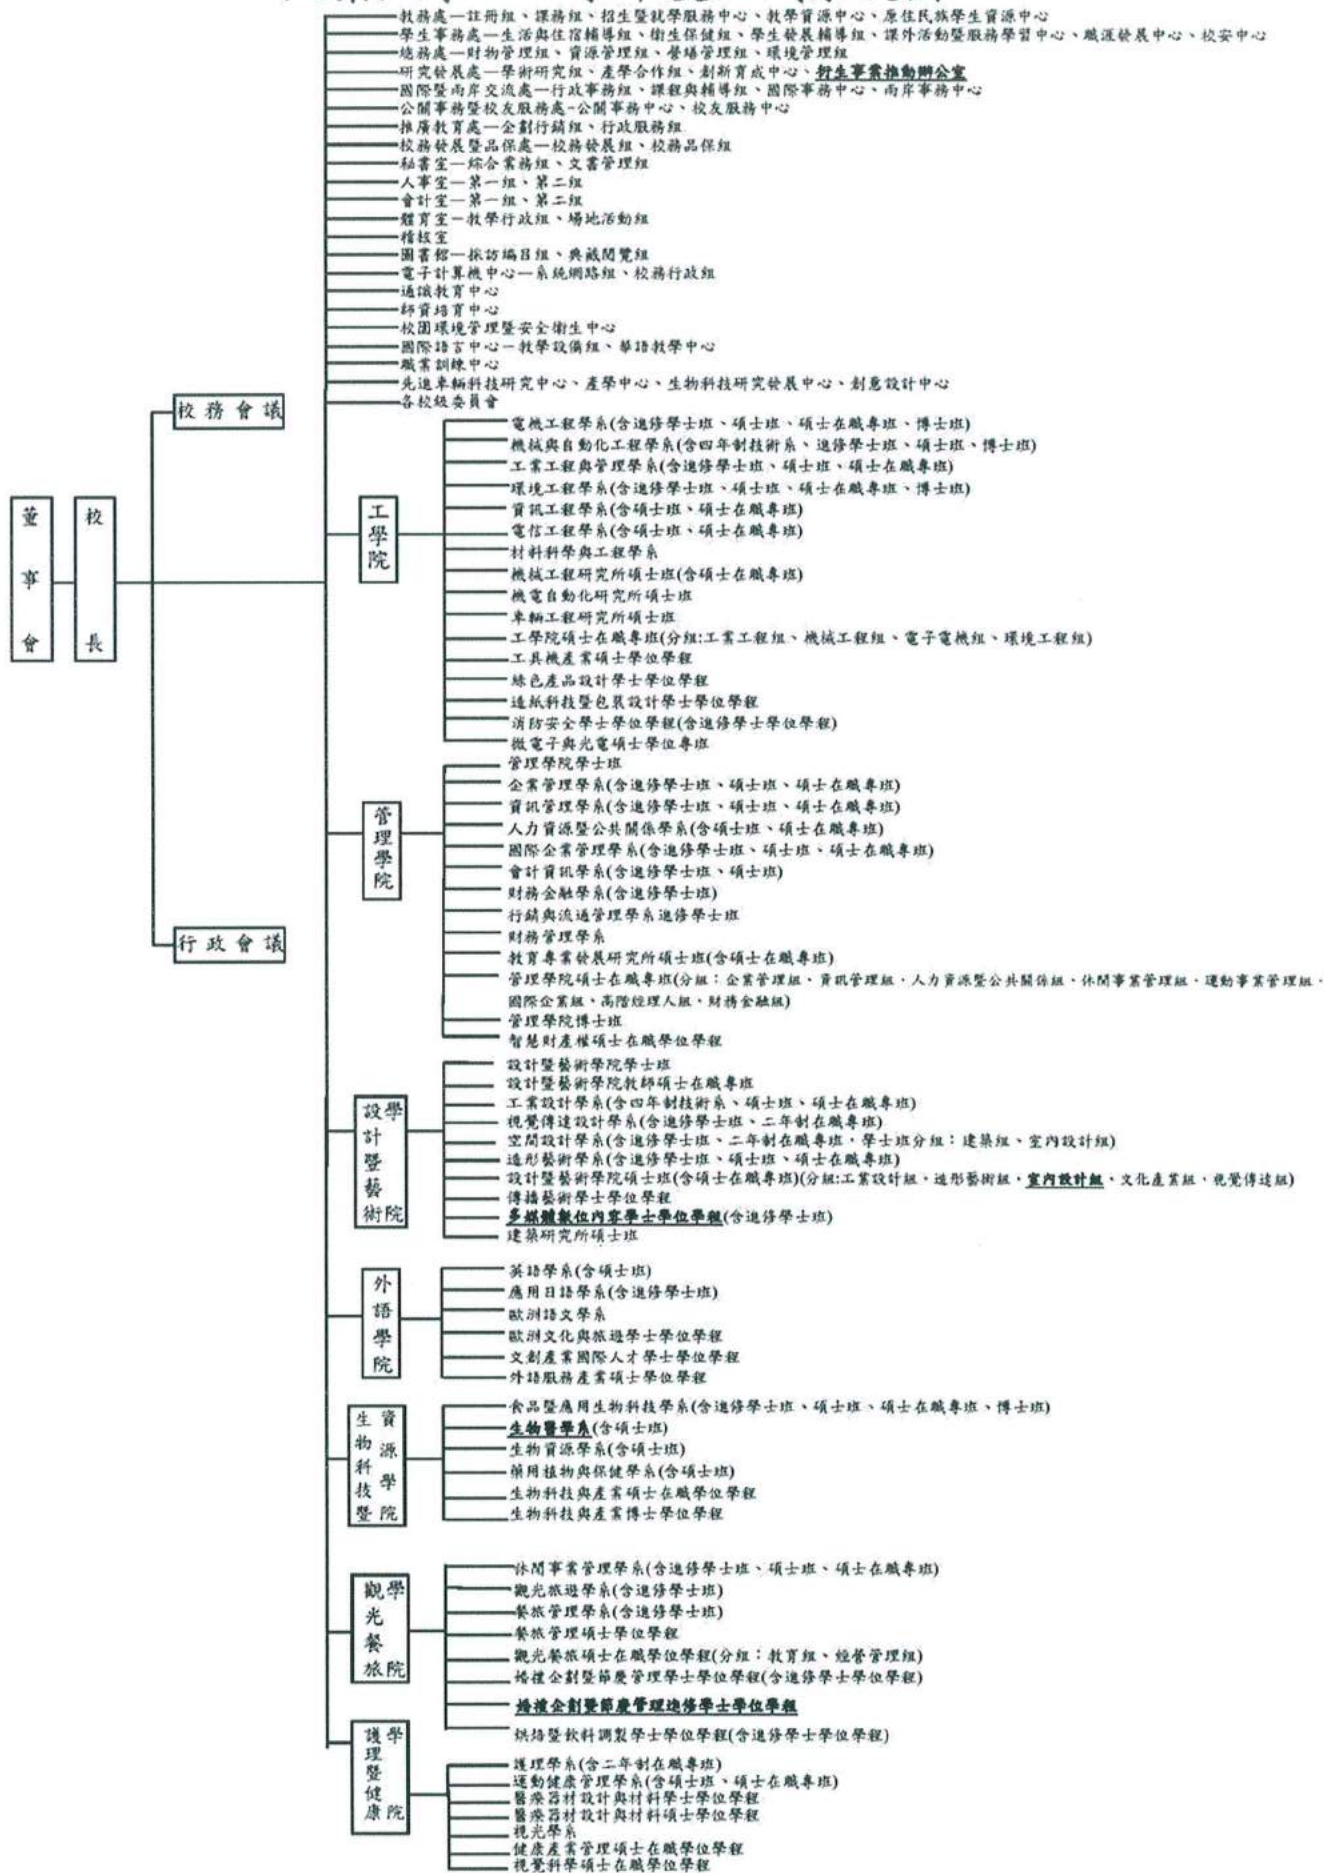 教務處—註冊組、課務組、招生暨就學服務中心、教學資源中心、原住民族學生資源中心
學生事務處—生活與住宿輔導組、衛生保健組、學生發展輔導組、課外活動暨服務學習中心、職涯發展中心、校安中心
總務處—財物管理組、資源管理組、營繕管理組、環境管理組
研究發展處—學術研究組、產學合作組、創新育成中心、衍生事業推動辦公室
國際暨兩岸交流處—行政事務組、課程與輔導組、國際事務中心、兩岸事務中心
公關事務暨校友服務處-公關事務中心、校友服務中心
推廣教育處—企劃行銷組、行政服務組
校務發展暨品保處—校務發展組、校務品保組
秘書室—綜合業務組、文書管理組
人事室—第一組、第二組
會計室—第一組、第二組
體育室—教學行政組、場地活動組
稽核室
圖書館—採訪編目組、典藏閱覽組
電子計算機中心—系統網路組、校務行政組
通識教育中心
師資培育中心
校園環境管理暨安全衛生中心
國際語言中心—教學設備組、華語教學中心
職業訓練中心
先進車輛科技研究中心、產學中心、生物科技研究發展中心、創意設計中心
各校級委員會
校務會議
董事會
校長
行政會議
工學院
電機工程學系(含進修學士班、碩士班、碩士在職專班、博士班)
機械與自動化工程學系(含四年制技術系、進修學士班、碩士班、博士班)
工業工程與管理學系(含進修學士班、碩士班、碩士在職專班)
環境工程學系(含進修學士班、碩士班、碩士在職專班、博士班)
資訊工程學系(含碩士班、碩士在職專班)
電信工程學系(含碩士班、碩士在職專班)
材料科學與工程學系
機械工程研究所碩士班(含碩士在職專班)
機電自動化研究所碩士班
車輛工程研究所碩士班
工學院碩士在職專班(分組:工業工程組、機械工程組、電子電機組、環境工程組)
工具機產業碩士學位學程
綠色產品設計學士學位學程
造紙科技暨包裝設計學士學位學程
消防安全學士學位學程(含進修學士學位學程)
微電子與光電碩士學位專班
管理學院
管理學院學士班
企業管理學系(含進修學士班、碩士班、碩士在職專班)
資訊管理學系(含進修學士班、碩士班、碩士在職專班)
人力資源暨公共關係學系(含碩士班、碩士在職專班)
國際企業管理學系(含進修學士班、碩士班、碩士在職專班)
會計資訊學系(含進修學士班、碩士班)
財務金融學系(含進修學士班)
行銷與流通管理學系進修學士班
財務管理學系
教育專業發展研究所碩士班(含碩士在職專班)
管理學院碩士在職專班(分組：企業管理組、資訊管理組、人力資源暨公共關係組、休閒事業管理組、運動事業管理組、
國際企業組、高階經理人組、財務金融組)
管理學院博士班
智慧財產權碩士在職學位學程
設計暨藝術學院
設計暨藝術學院學士班
設計暨藝術學院教師碩士在職專班
工業設計學系(含四年制技術系、碩士班、碩士在職專班)
視覺傳達設計學系(含進修學士班、二年制在職專班)
空間設計學系(含進修學士班、二年制在職專班，學士班分組：建築組、室內設計組)
造形藝術學系(含進修學士班、碩士班、碩士在職專班)
設計暨藝術學院碩士班(含碩士在職專班)(分組:工業設計組、造形藝術組、室內設計組、文化產業組、視覺傳達組)
傳播藝術學士學位學程
多媒體數位內容學士學位學程(含進修學士班)
建築研究所碩士班
外語學院
英語學系(含碩士班)
應用日語學系(含進修學士班)
歐洲語文學系
歐洲文化與旅遊學士學位學程
文創產業國際人才學士學位學程
外語服務產業碩士學位學程
生物科技暨資源學院
食品暨應用生物科技學系(含進修學士班、碩士班、碩士在職專班、博士班)
生物醫學系(含碩士班)
生物資源學系(含碩士班)
藥用植物與保健學系(含碩士班)
生物科技與產業碩士在職學位學程
生物科技與產業博士學位學程
觀光餐旅學院
休閒事業管理學系(含進修學士班、碩士班、碩士在職專班)
觀光旅遊學系(含進修學士班)
餐旅管理學系(含進修學士班)
餐旅管理碩士學位學程
觀光餐旅碩士在職學位學程(分組：教育組、經營管理組)
婚禮企劃暨節慶管理學士學位學程(含進修學士學位學程)
婚禮企劃暨節慶管理進修學士學位學程
烘焙暨飲料調製學士學位學程(含進修學士學位學程)
護理暨健康學院
護理學系(含二年制在職專班)
運動健康管理學系(含碩士班、碩士在職專班)
醫療器材設計與材料學士學位學程
醫療器材設計與材料碩士學位學程
視光學系
健康產業管理碩士在職學位學程
視覺科學碩士在職學位學程